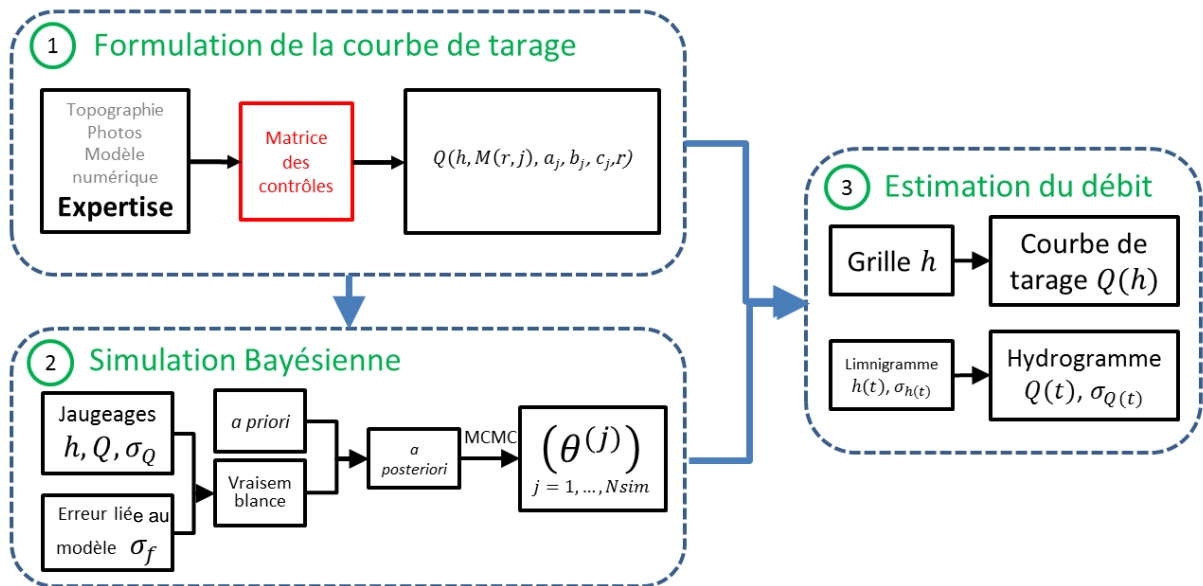 1 Formulation de la courbe de tarage
Topographie
Photos
Modèle
numérique
Expertise
Matrice
des
contrôles
Q(h, M(r, j), a_j, b_j, c_j,r)
2 Simulation Bayésienne
Jaugeages
h, Q, σ_Q
Erreur liée au
modèle σ_f
a priori
Vraisem
blance
a
posteriori
MCMC
(θ^(j))
j = 1, …, Nsim
3 Estimation du débit
Grille h
Courbe de
tarage Q(h)
Limnigramme
h(t), σ_h(t)
Hydrogramme
Q(t), σ_Q(t)